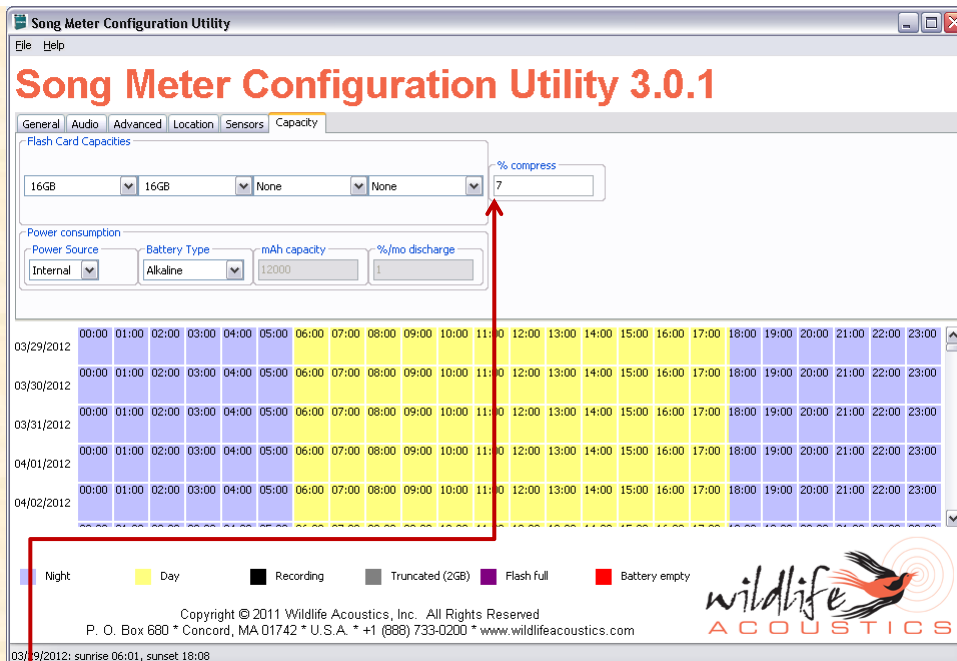 Song Meter Configuration Utility
File Help
Song Meter Configuration Utility 3.0.1
General Audio Advanced Location Sensors Capacity
Flash Card Capacities
% compress
16GB 16GB None None 7
Power consumption
Power Source Battery Type mAh capacity %/mo discharge
Internal Alkaline 12000 1
00:00 01:00 02:00 03:00 04:00 05:00 06:00 07:00 08:00 09:00 10:00 11:00 12:00 13:00 14:00 15:00 16:00 17:00 18:00 19:00 20:00 21:00 22:00 23:00
03/29/2012
00:00 01:00 02:00 03:00 04:00 05:00 06:00 07:00 08:00 09:00 10:00 11:00 12:00 13:00 14:00 15:00 16:00 17:00 18:00 19:00 20:00 21:00 22:00 23:00
03/30/2012
00:00 01:00 02:00 03:00 04:00 05:00 06:00 07:00 08:00 09:00 10:00 11:00 12:00 13:00 14:00 15:00 16:00 17:00 18:00 19:00 20:00 21:00 22:00 23:00
03/31/2012
00:00 01:00 02:00 03:00 04:00 05:00 06:00 07:00 08:00 09:00 10:00 11:00 12:00 13:00 14:00 15:00 16:00 17:00 18:00 19:00 20:00 21:00 22:00 23:00
04/01/2012
00:00 01:00 02:00 03:00 04:00 05:00 06:00 07:00 08:00 09:00 10:00 11:00 12:00 13:00 14:00 15:00 16:00 17:00 18:00 19:00 20:00 21:00 22:00 23:00
04/02/2012
Night Day Recording Truncated (2GB) Flash full Battery empty
wildlife
ACOUSTICS
Copyright © 2011 Wildlife Acoustics, Inc. All Rights Reserved
P. O. Box 680 * Concord, MA 01742 * U.S.A. * +1 (888) 733-0200 * www.wildlifeacoustics.com
03/29/2012: sunrise 06:01, sunset 18:08